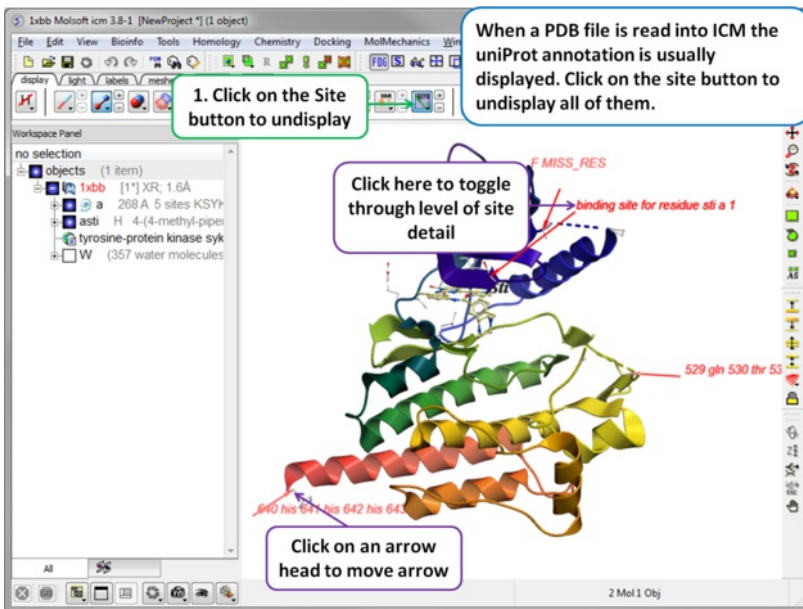 1xbb Molsoft icm 3.8-1 [NewProject *] (1 object)
File Edit View Bioinfo Tools Homology Chemistry Docking MolMechanics
display light labels
When a PDB file is read into ICM the
uniProt annotation is usually
displayed. Click on the site button to
undisplay all of them.
1. Click on the Site
button to undisplay
Workspace Panel
no selection
objects (1 item)
1xbb [1*] XR; 1.6Å
a 268 A 5 sites
asti H
tyrosine-protein kinase syk
W (357 water molecules
F MISS_RES
Click here to toggle
through level of site
detail
binding site for residue sti a 1
sti
529 gln 530 thr 53
640 his 641 his 642 his 643
Click on an arrow
head to move arrow
All
2 Mol 1 Obj